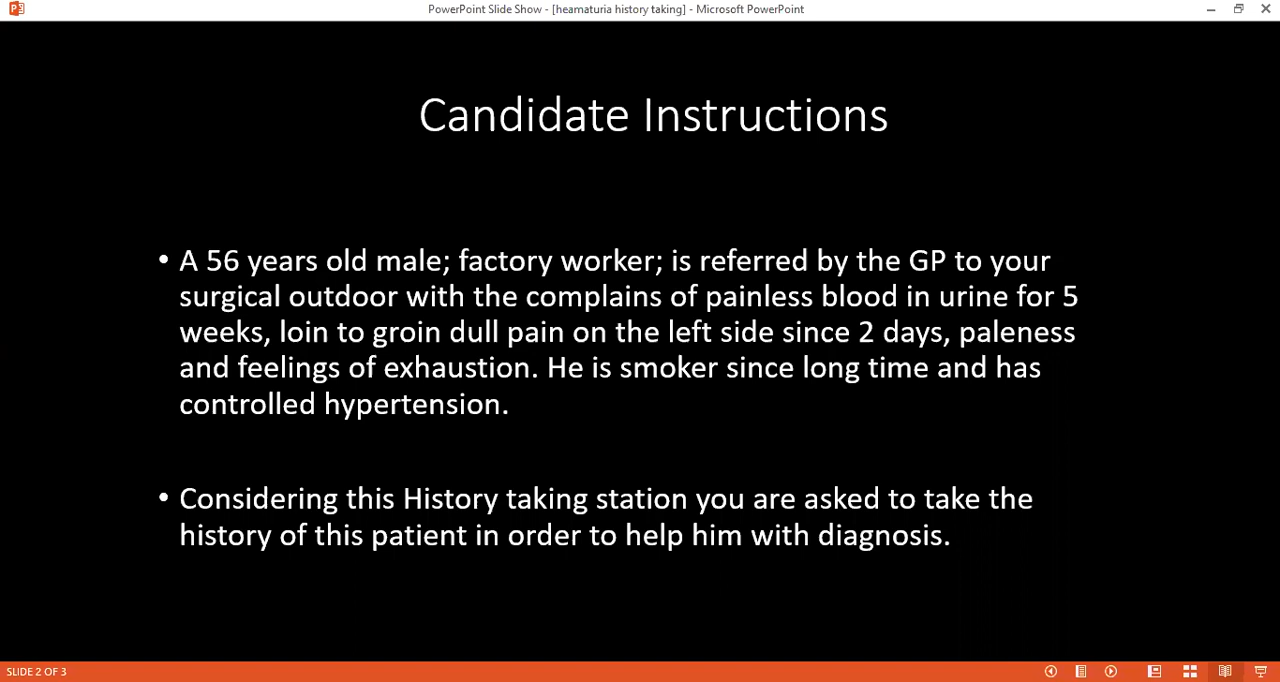 PowerPoint Slide Show - [heamaturia history taking] - Microsoft PowerPoint
Candidate Instructions
• A 56 years old male; factory worker; is referred by the GP to your
surgical outdoor with the complains of painless blood in urine for 5
weeks, loin to groin dull pain on the left side since 2 days, paleness
and feelings of exhaustion. He is smoker since long time and has
controlled hypertension.
• Considering this History taking station you are asked to take the
history of this patient in order to help him with diagnosis.
SLIDE 2 OF 3